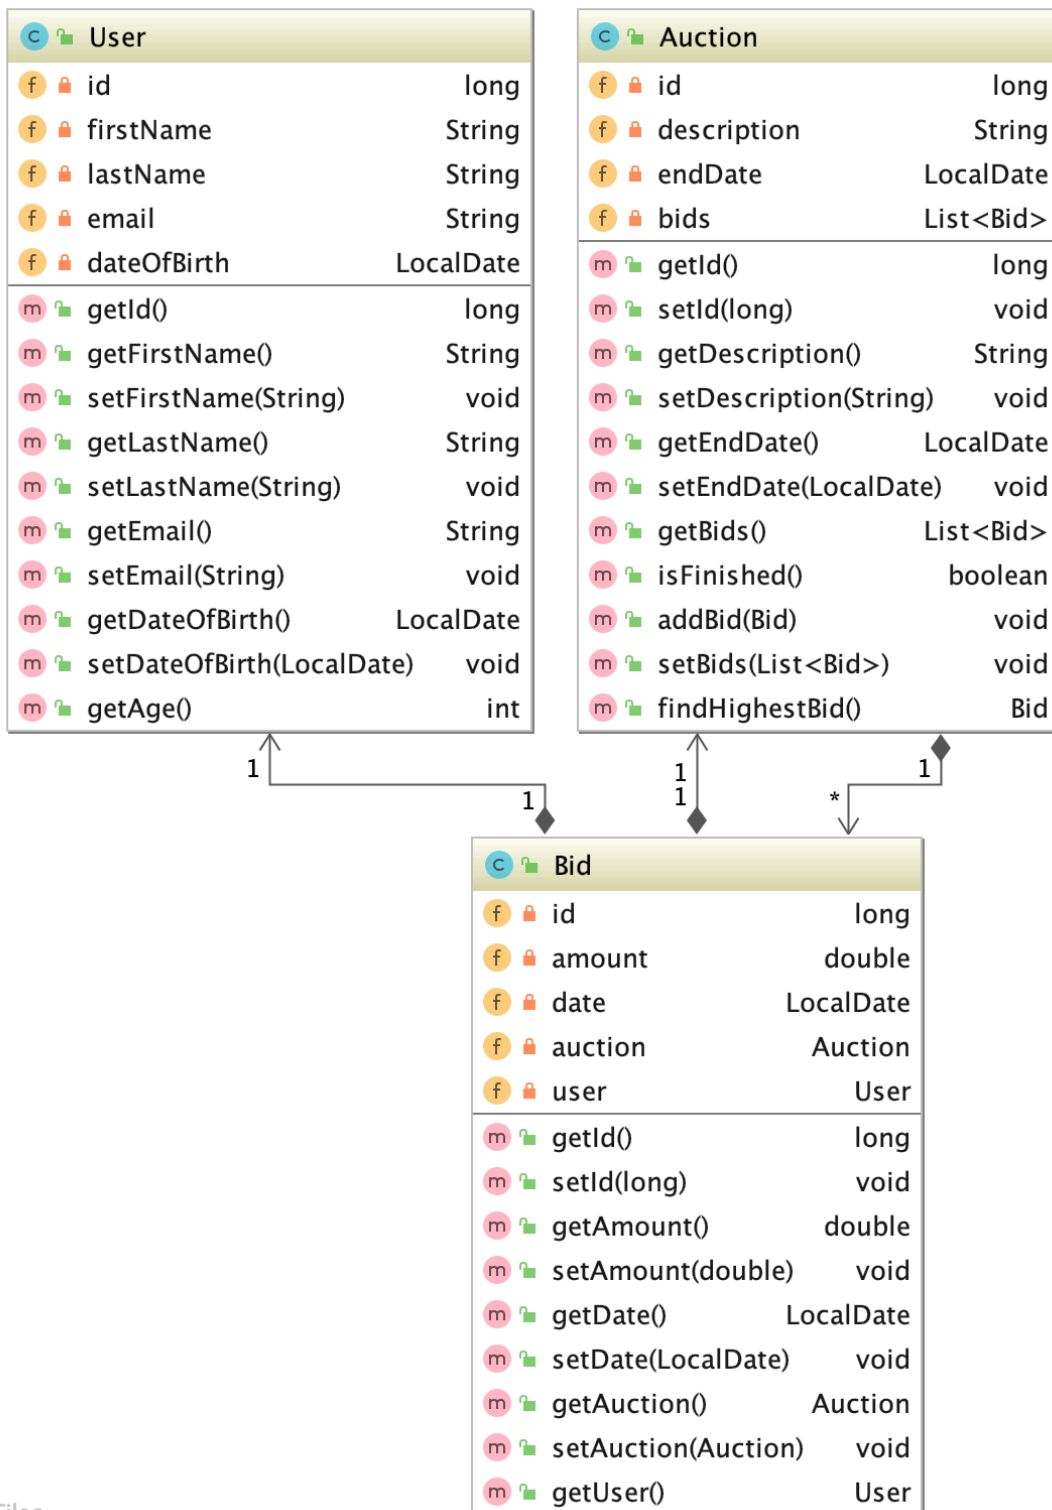 User
id long
firstName String
lastName String
email String
dateOfBirth LocalDate
getId() long
getFirstName() String
setFirstName(String) void
getLastName() String
setLastName(String) void
getEmail() String
setEmail(String) void
getDateOfBirth() LocalDate
setDateOfBirth(LocalDate) void
getAge() int
Auction
id long
description String
endDate LocalDate
bids List<Bid>
getId() long
setId(long) void
getDescription() String
setDescription(String) void
getEndDate() LocalDate
setEndDate(LocalDate) void
getBids() List<Bid>
isFinished() boolean
addBid(Bid) void
setBids(List<Bid>) void
findHighestBid() Bid
1
1
1
1
1
*
Bid
id long
amount double
date LocalDate
auction Auction
user User
getId() long
setId(long) void
getAmount() double
setAmount(double) void
getDate() LocalDate
setDate(LocalDate) void
getAuction() Auction
setAuction(Auction) void
getUser() User